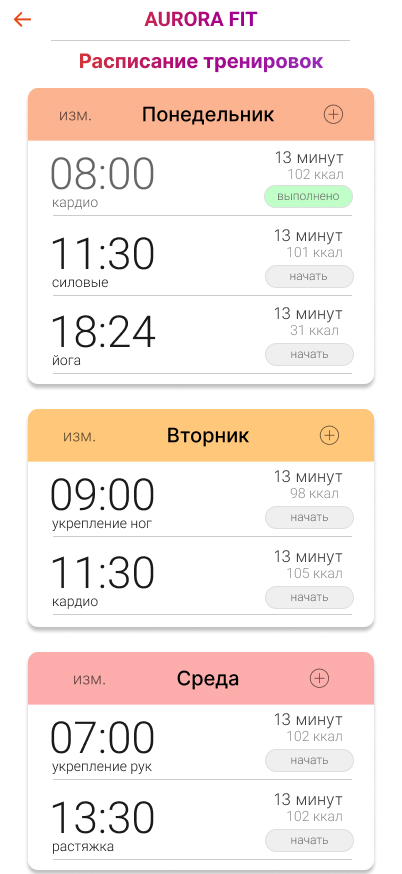 AURORA FIT
Расписание тренировок
изм. Понедельник
08:00 13 минут
102 ккал
кардио выполнено
11:30 13 минут
101 ккал
силовые начать
18:24 13 минут
31 ккал
йога начать
изм. Вторник
09:00 13 минут
98 ккал
укрепление ног начать
11:30 13 минут
105 ккал
кардио начать
изм. Среда
07:00 13 минут
102 ккал
укрепление рук начать
13:30 13 минут
102 ккал
растяжка начать